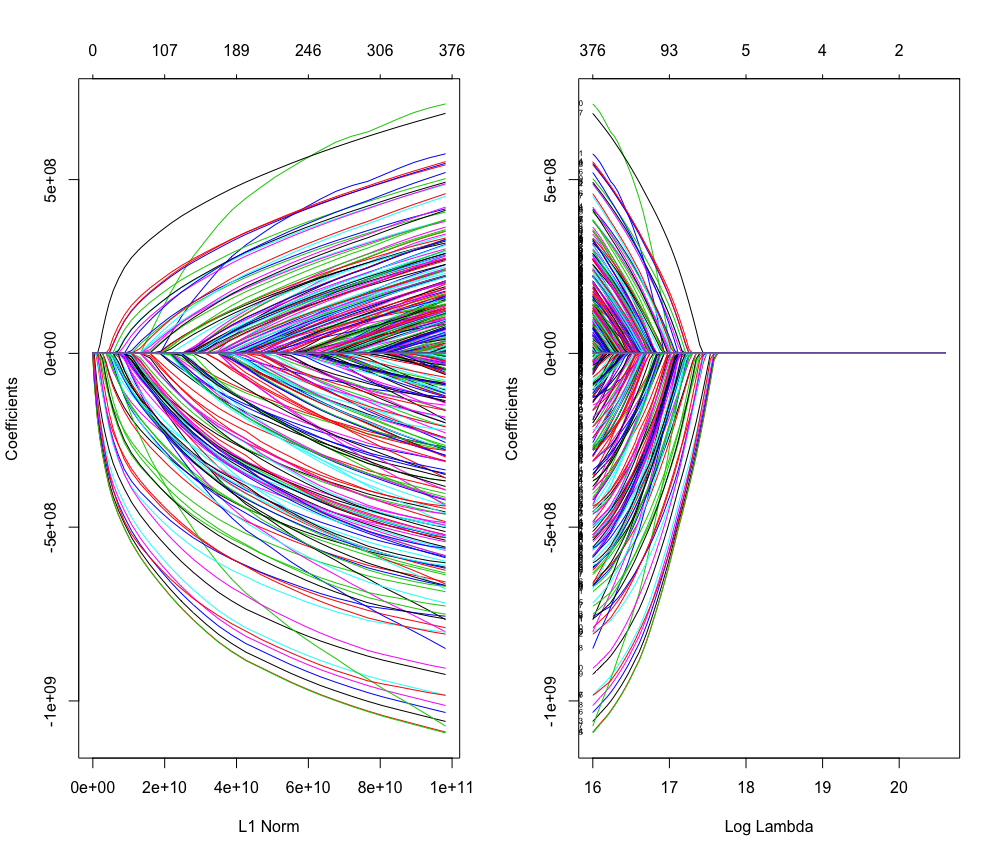 0 107 189 246 306 376
5e+08
0e+00
-5e+08
-1e+09
Coefficients
0e+00 2e+10 4e+10 6e+10 8e+10 1e+11
L1 Norm
376 93 5 4 2
5e+08
0e+00
-5e+08
-1e+09
Coefficients
16 17 18 19 20
Log Lambda